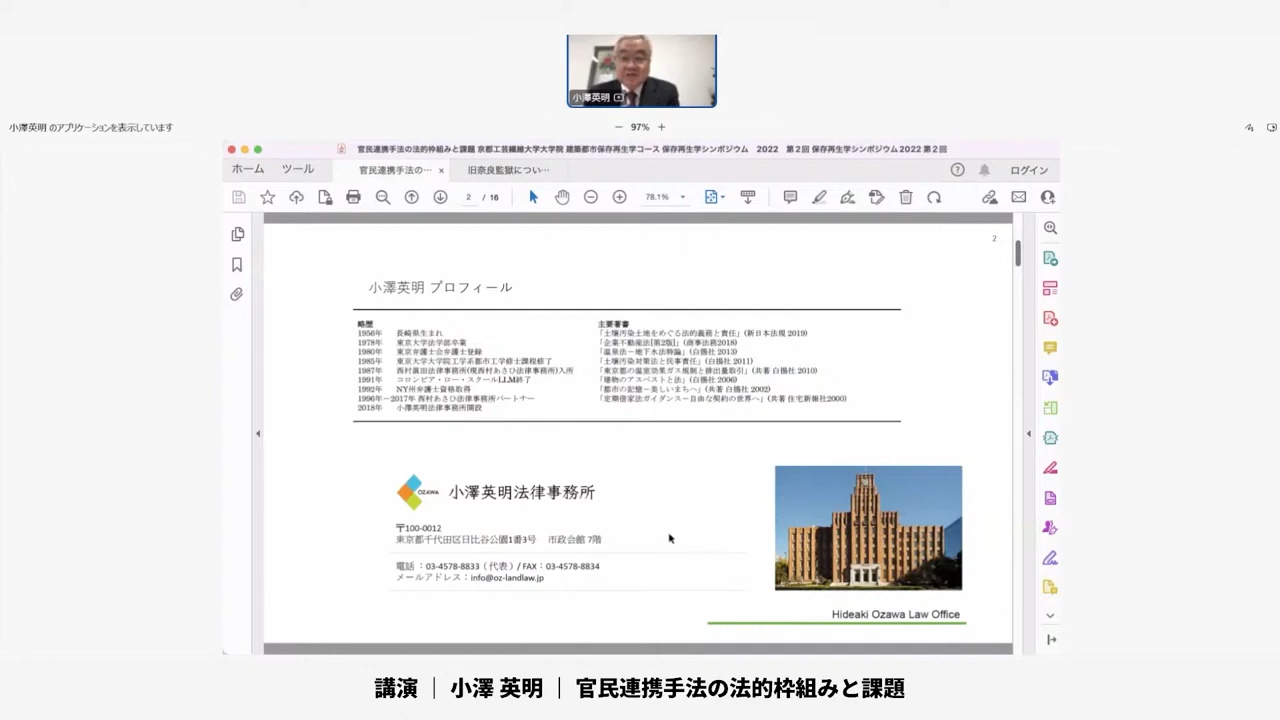 小澤英明
小澤英明 のアプリケーションを表示しています
97%
官民連携手法の法的枠組みと課題 京都工芸繊維大学大学院 建築都市保存再生学コース 保存再生学シンポジウム 2022 第2回 保存再生学シンポジウム2022 第2回
ホーム ツール 官民連携手法の… × 旧奈良監獄につい… ログイン
2 / 16 78.1%
2
小澤英明 プロフィール
略歴
1956年 長崎県生まれ
1978年 東京大学法学部卒業
1980年 東京弁護士会弁護士登録
1985年 東京大学大学院工学系都市工学修士課程修了
1987年 西村眞田法律事務所(現西村あさひ法律事務所)入所
1991年 コロンビア・ロー・スクールLLM終了
1992年 NY州弁護士資格取得
1996年－2017年 西村あさひ法律事務所パートナー
2018年 小澤英明法律事務所開設
主要著書
「土壌汚染土地をめぐる法的義務と責任」(新日本法規 2019)
「企業不動産法[第2版]」(商事法務2018)
「温泉法－地下水法特論」(白揚社 2013)
「土壌汚染対策法と民事責任」(白揚社 2011)
「東京都の温室効果ガス規制と排出量取引」(共著 白揚社 2010)
「建物のアスベストと法」(白揚社 2006)
「都市の記憶－美しいまちへ」(共著 白揚社 2002)
「定期借家法ガイダンス－自由な契約の世界へ」(共著 住宅新報社2000)
OZAWA 小澤英明法律事務所
〒100-0012
東京都千代田区日比谷公園1番3号 市政会館 7階
電話 ：03-4578-8833（代表）/ FAX：03-4578-8834
メールアドレス：info@oz-landlaw.jp
Hideaki Ozawa Law Office
講演 ｜ 小澤 英明 ｜ 官民連携手法の法的枠組みと課題